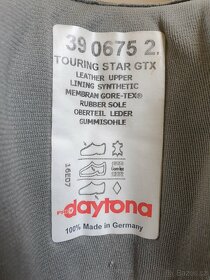 39 0675 2.
TOURING STAR GTX
LEATHER UPPER
LINING SYNTHETIC
MEMBRAN GORE-TEX®
RUBBER SOLE
OBERTEIL LEDER
GUMMISOHLE
16E07
daytona
100% Made in Germany